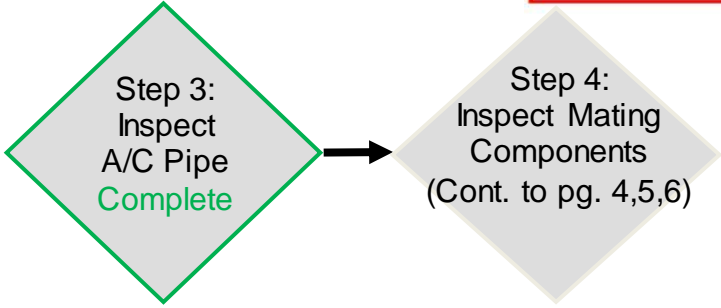 Step 3:
Inspect
A/C Pipe
Complete
Step 4:
Inspect Mating
Components
(Cont. to pg. 4,5,6)